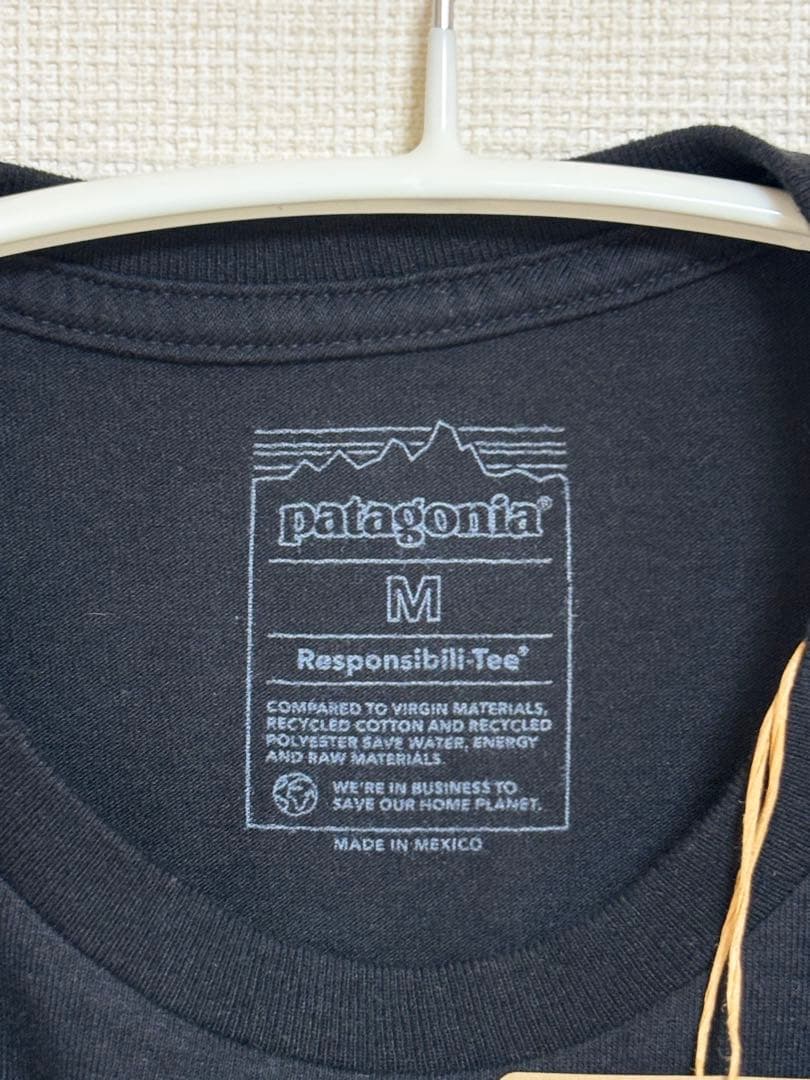 patagonia®
M
Responsibili-Tee®
COMPARED TO VIRGIN MATERIALS,
RECYCLED COTTON AND RECYCLED
POLYESTER SAVE WATER, ENERGY
AND RAW MATERIALS.
WE'RE IN BUSINESS TO
SAVE OUR HOME PLANET.
MADE IN MEXICO